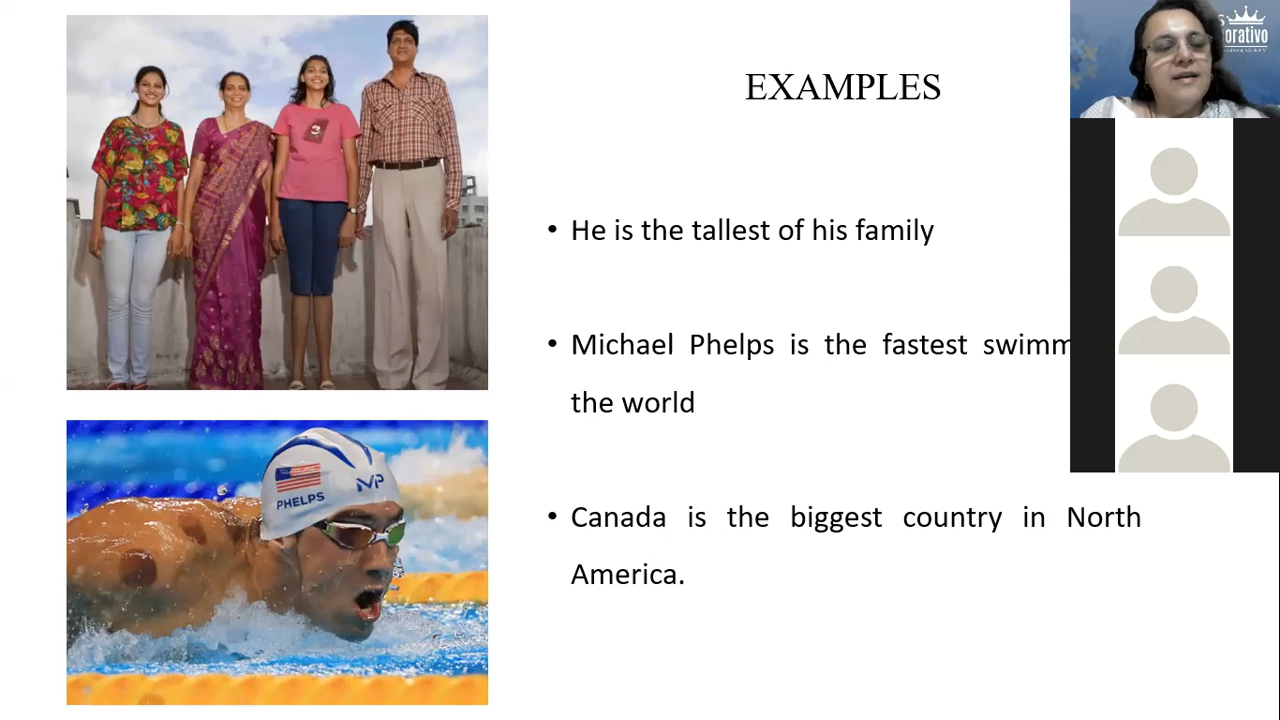 EXAMPLES
• He is the tallest of his family
• Michael Phelps is the fastest
the world
• Canada is the biggest country in North
America.
PHELPS
MP
orativo